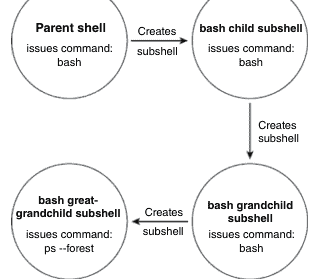 Parent shell
issues command:
bash
Creates
subshell
bash child subshell
issues command:
bash
Creates
subshell
bash grandchild
subshell
issues command:
bash
Creates
subshell
bash great-
grandchild subshell
issues command:
ps --forest